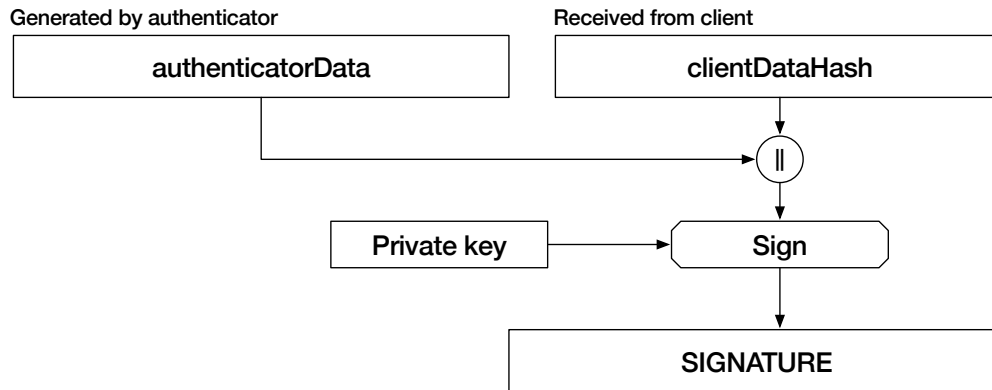 Generated by authenticator
Received from client
authenticatorData
clientDataHash
||
Private key
Sign
SIGNATURE